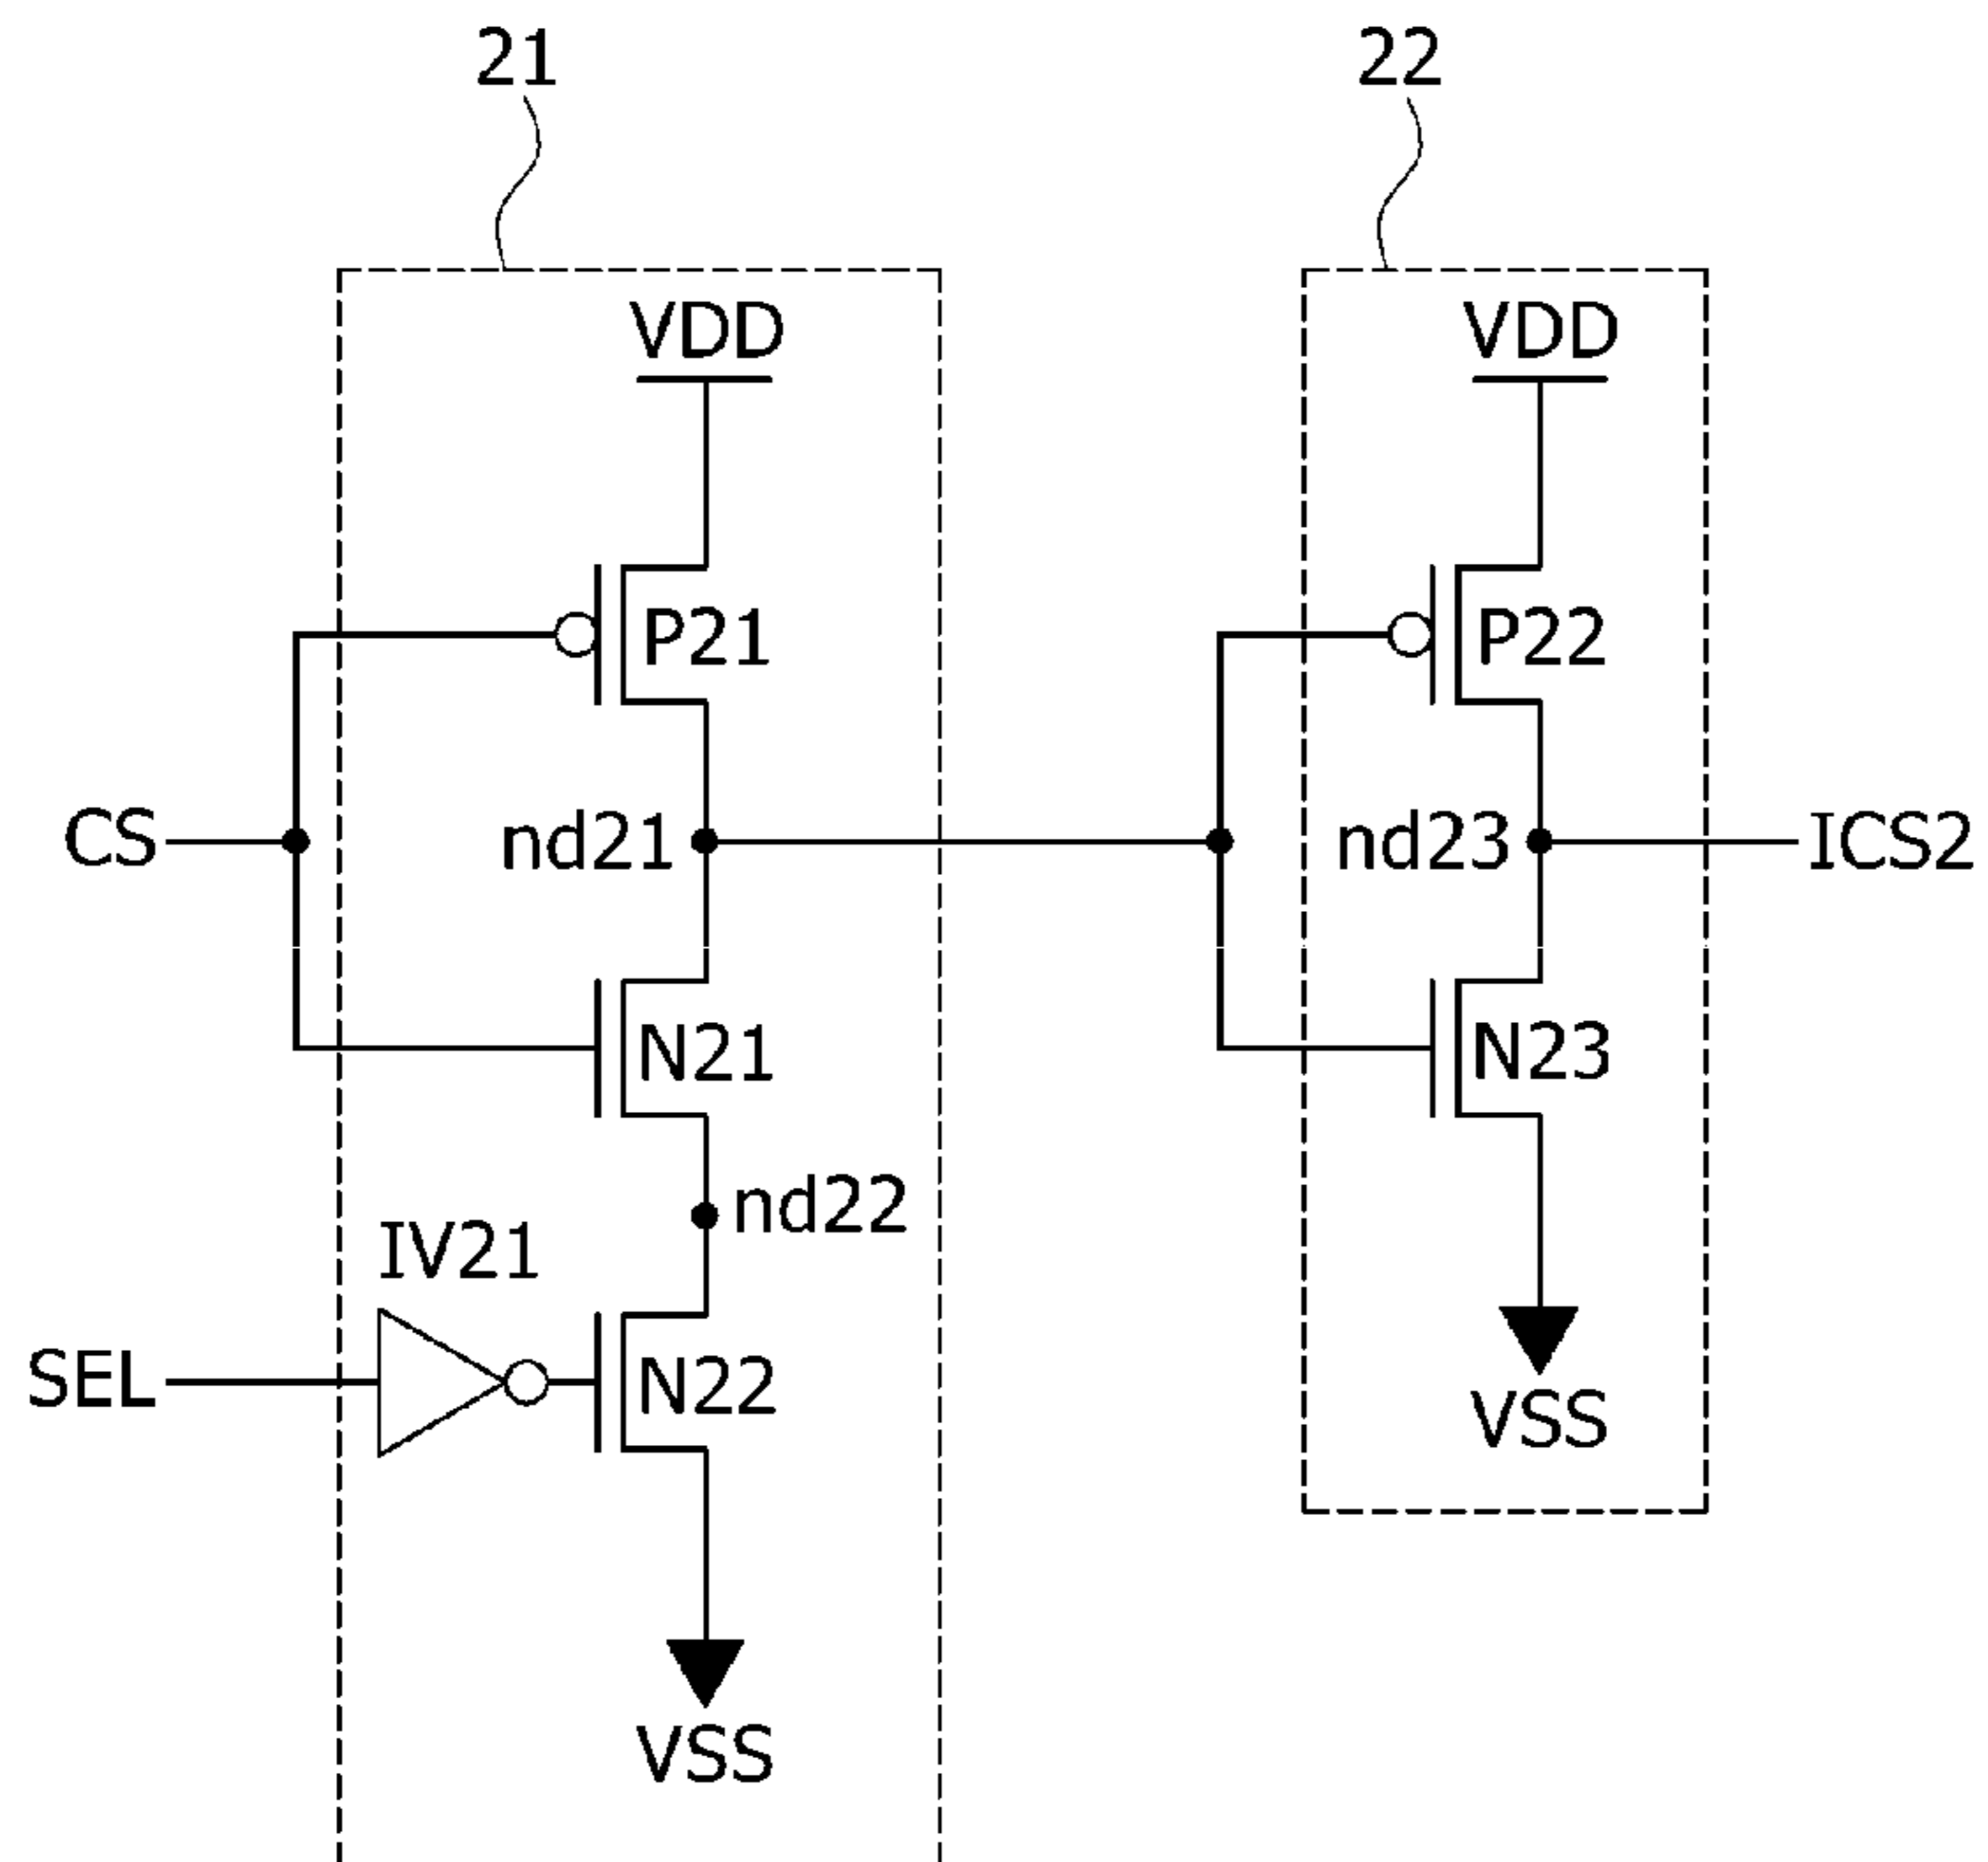 21
22
VDD
VDD
P21
P22
CS
nd21
nd23
ICS2
N21
N23
nd22
IV21
SEL
N22
VSS
VSS